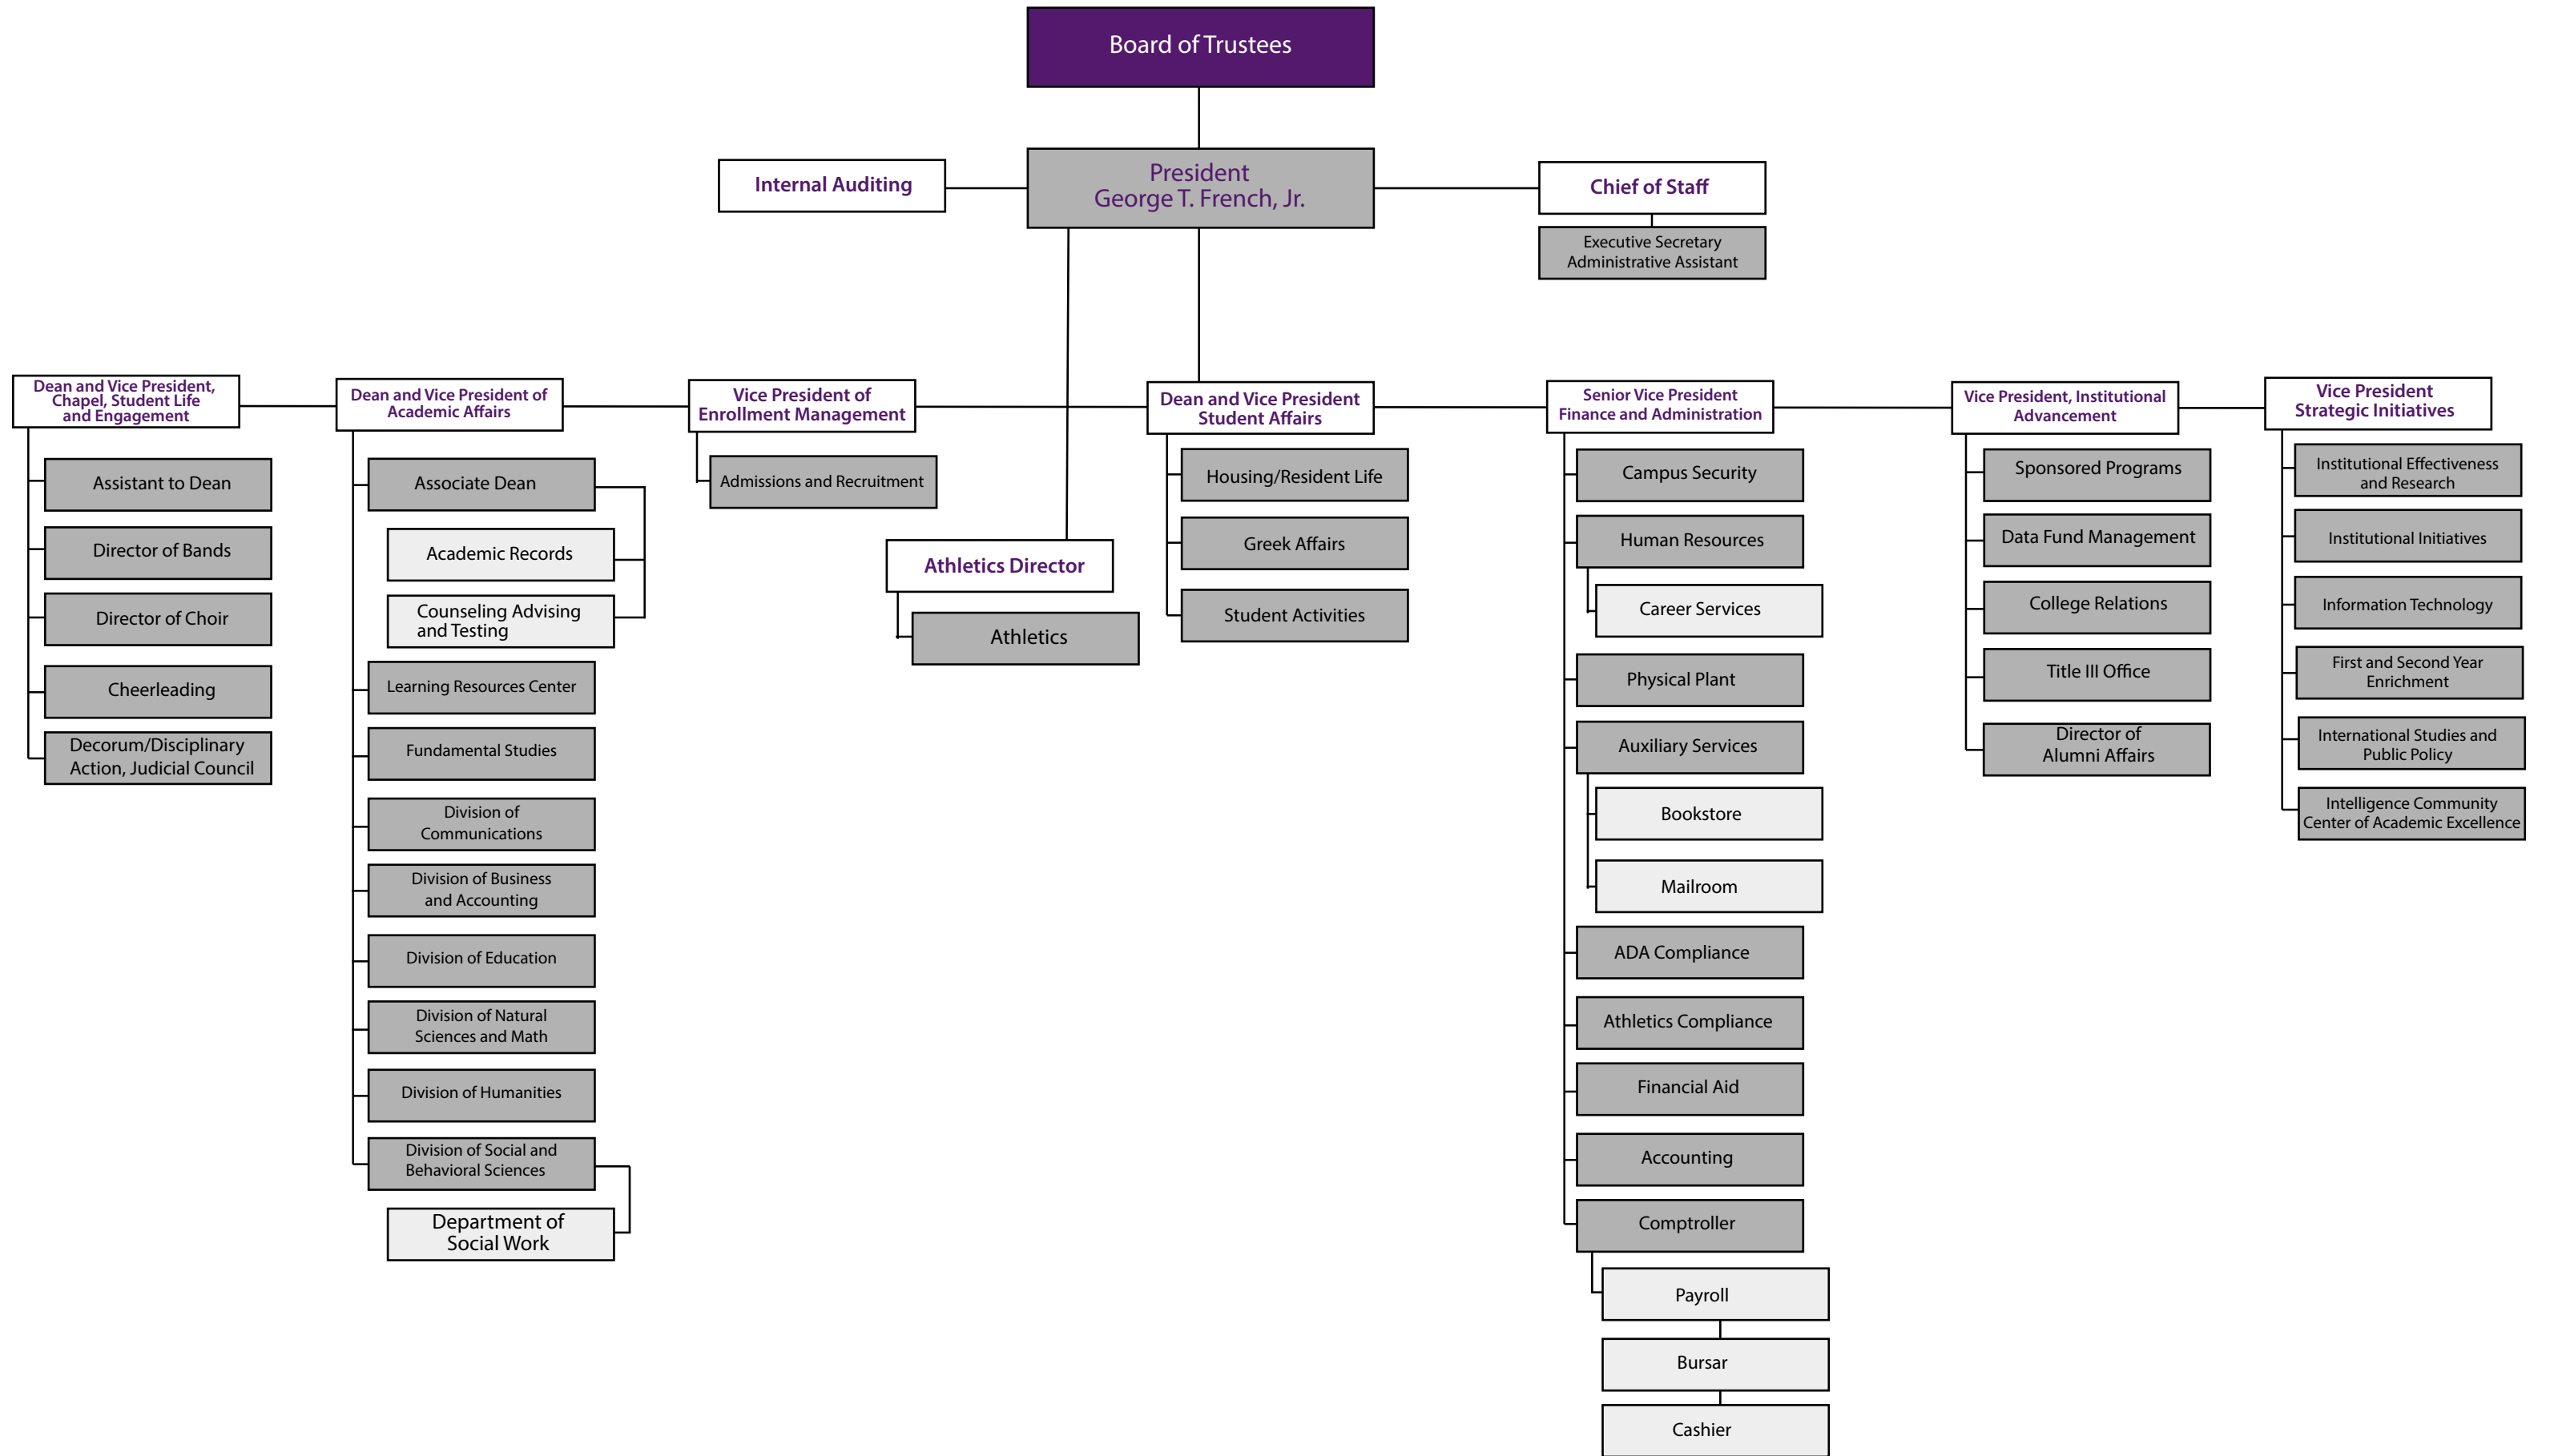 Board of Trustees
Internal Auditing
President
George T. French, Jr.
Chief of Staff
Executive Secretary
Administrative Assistant
Dean and Vice President,
Chapel, Student Life
and Engagement
Assistant to Dean
Director of Bands
Director of Choir
Cheerleading
Decorum/Disciplinary
Action, Judicial Council
Dean and Vice President of
Academic Affairs
Associate Dean
Academic Records
Counseling Advising
and Testing
Learning Resources Center
Fundamental Studies
Division of
Communications
Division of Business
and Accounting
Division of Education
Division of Natural
Sciences and Math
Division of Humanities
Division of Social and
Behavioral Sciences
Department of
Social Work
Vice President of
Enrollment Management
Admissions and Recruitment
Athletics Director
Athletics
Dean and Vice President
Student Affairs
Housing/Resident Life
Greek Affairs
Student Activities
Senior Vice President
Finance and Administration
Campus Security
Human Resources
Career Services
Physical Plant
Auxiliary Services
Bookstore
Mailroom
ADA Compliance
Athletics Compliance
Financial Aid
Accounting
Comptroller
Payroll
Bursar
Cashier
Vice President, Institutional
Advancement
Sponsored Programs
Data Fund Management
College Relations
Title III Office
Director of
Alumni Affairs
Vice President
Strategic Initiatives
Institutional Effectiveness
and Research
Institutional Initiatives
Information Technology
First and Second Year
Enrichment
International Studies and
Public Policy
Intelligence Community
Center of Academic Excellence